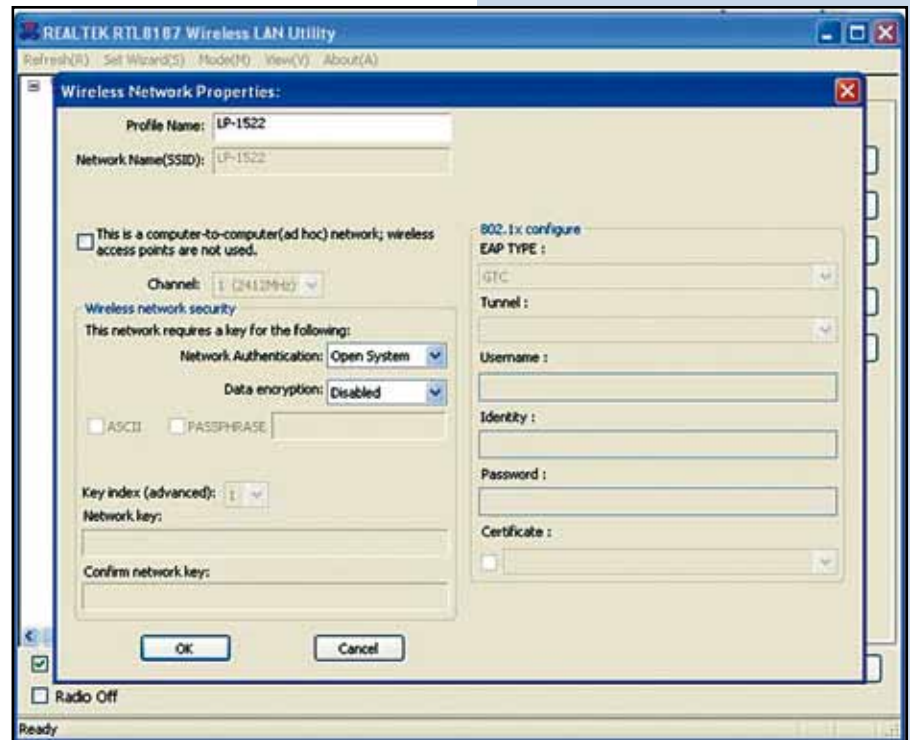 REALTEK RTL8187 Wireless LAN Utility
Refresh(R) Set Wizard(S) Mode(M) View(V) About(A)
Wireless Network Properties:
Profile Name: LP-1522
Network Name(SSID): LP-1522
This is a computer-to-computer(ad hoc) network; wireless
access points are not used.
Channel: 1 (2412MHz)
Wireless network security
This network requires a key for the following:
Network Authentication: Open System
Data encryption: Disabled
ASCII PASSPHRASE
Key index (advanced): 1
Network key:
Confirm network key:
802.1x configure
EAP TYPE :
GTC
Tunnel :
Username :
Identity :
Password :
Certificate :
OK Cancel
Radio Off
Ready